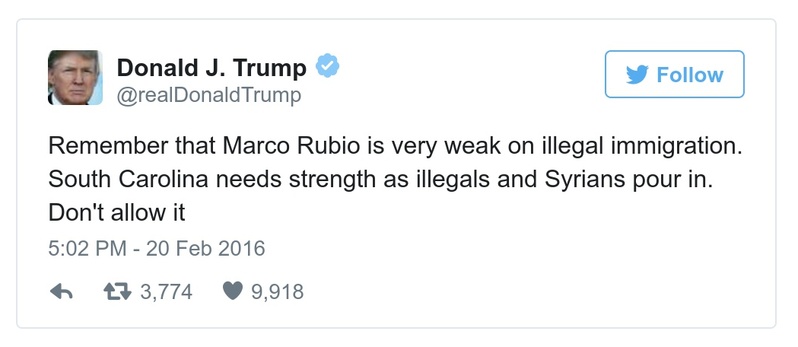 Donald J. Trump
@realDonaldTrump
Follow
Remember that Marco Rubio is very weak on illegal immigration.
South Carolina needs strength as illegals and Syrians pour in.
Don't allow it
5:02 PM - 20 Feb 2016
3,774 9,918